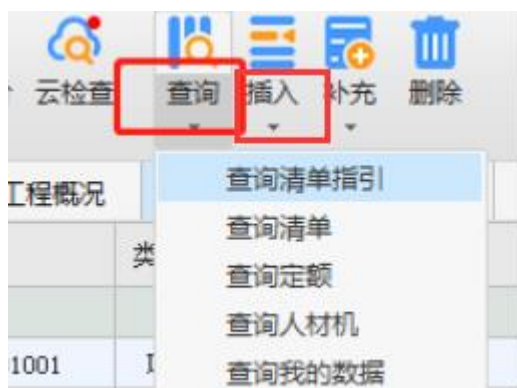 云检查 查询 插入 补充 删除
查询清单指引
工程概况
查询清单
类
查询定额
查询人材机
1001
查询我的数据